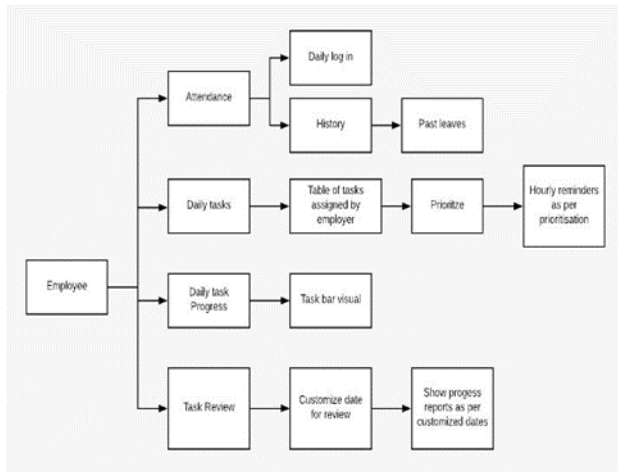 Daily log in
Attendance
History
Past leaves
Daily tasks
Table of tasks
assigned by
employer
Prioritze
Hourly reminders
as per
prioritisation
Employee
Daily task
Progress
Task bar visual
Task Review
Customize date
for review
Show progess
reports as per
customized dates